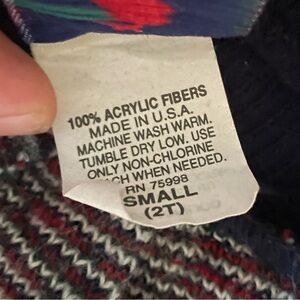 100% ACRYLIC FIBERS
MADE IN U.S.A.
MACHINE WASH WARM.
TUMBLE DRY LOW. USE
ONLY NON-CHLORINE
WHEN NEEDED.
RN 75998
SMALL
(2T)